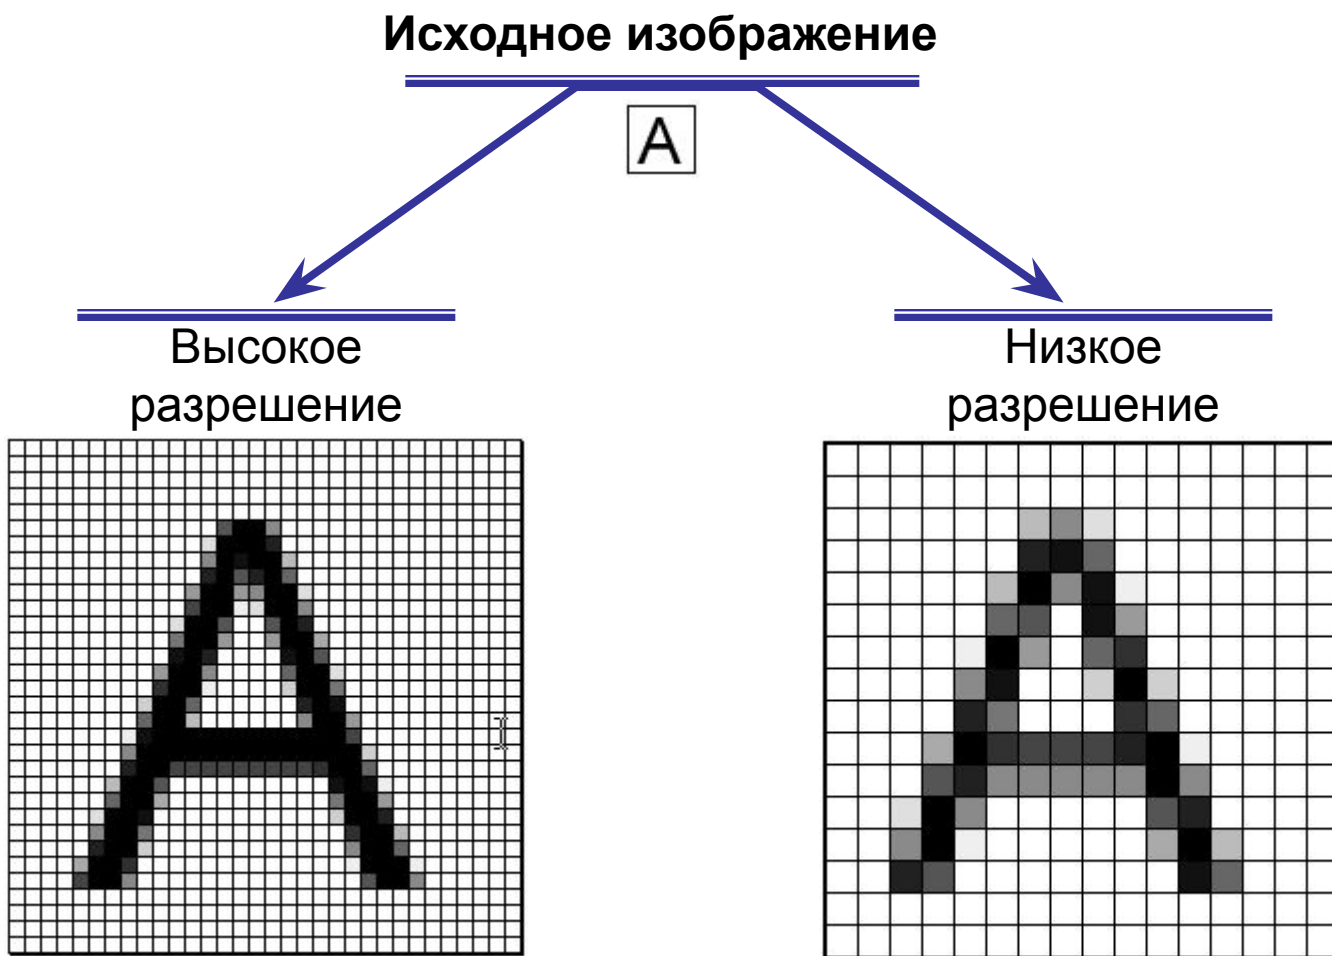 Исходное изображение
А
Высокое
разрешение
Низкое
разрешение
А
А